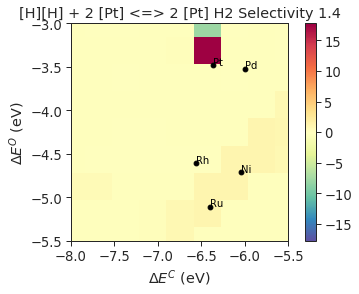 [H][H] + 2 [Pt] <=> 2 [Pt] H2 Selectivity 1.4
−3.0
−3.5
−4.0
−4.5
−5.0
−5.5
ΔE^O (eV)
Pt
Pd
Rh
Ni
Ru
−8.0 −7.5 −7.0 −6.5 −6.0 −5.5
ΔE^C (eV)
15
10
5
0
−5
−10
−15